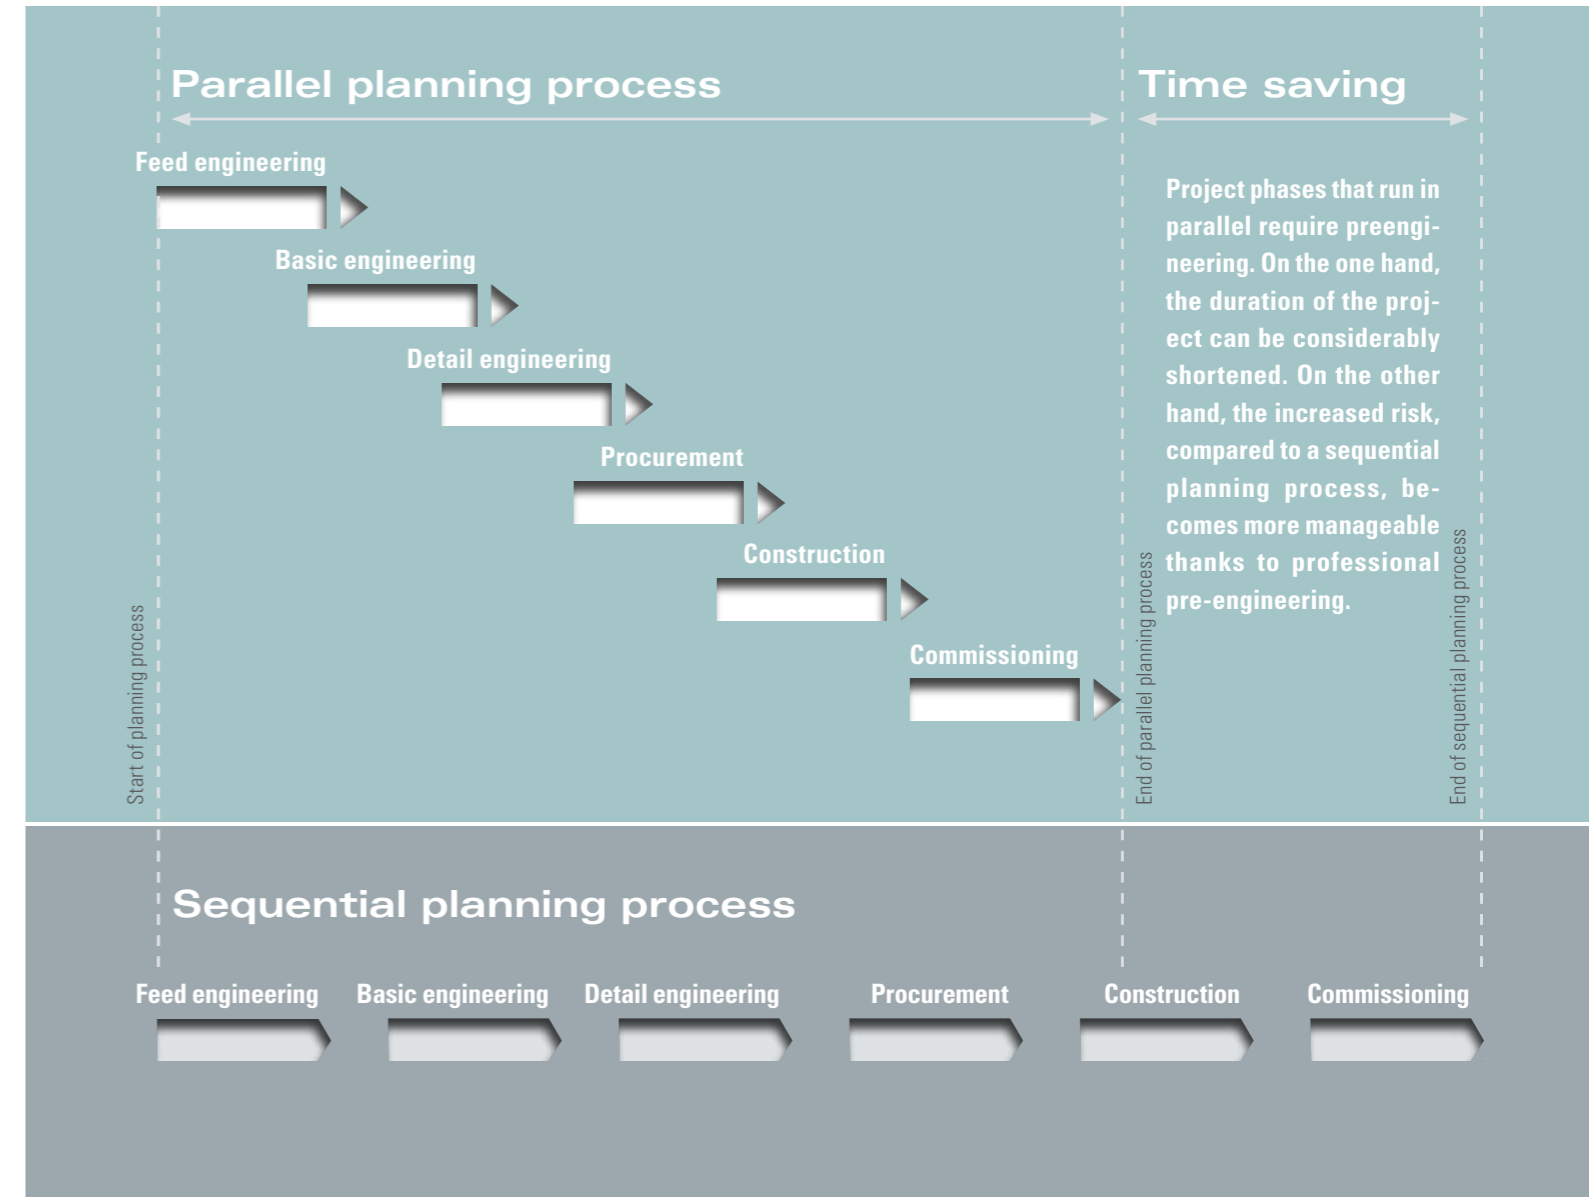 Parallel planning process
Time saving
Feed engineering
Basic engineering
Detail engineering
Procurement
Construction
Commissioning
Project phases that run in
parallel require preengi-
neering. On the one hand,
the duration of the proj-
ect can be considerably
shortened. On the other
hand, the increased risk,
compared to a sequential
planning process, be-
comes more manageable
thanks to professional
pre-engineering.
Start of planning process
End of parallel planning process
End of sequential planning process
Sequential planning process
Feed engineering
Basic engineering
Detail engineering
Procurement
Construction
Commissioning